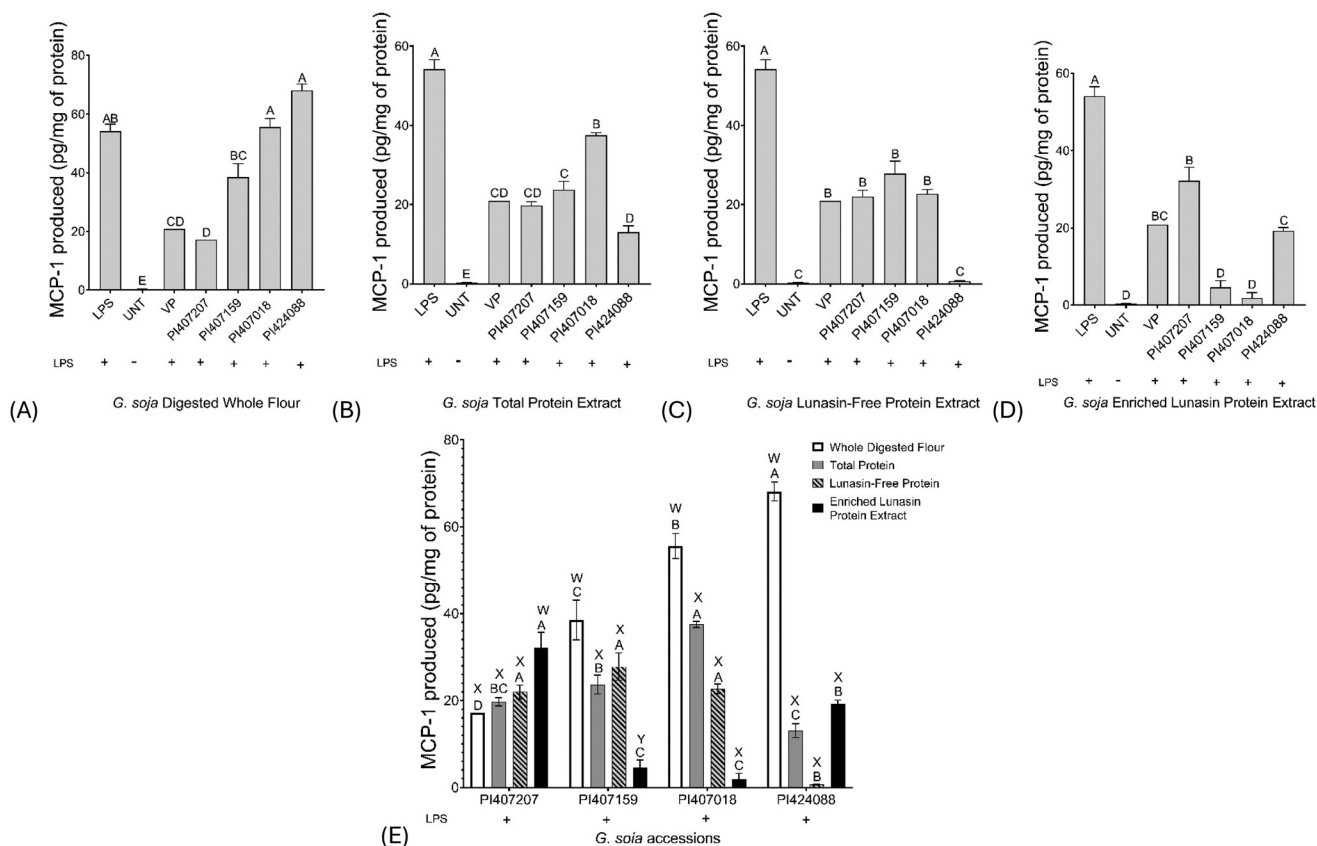 MCP-1 produced (pg/mg of protein)
80
60
40
20
0
AB
E
CD
D
BC
A
A
LPS
UNT
VP
PI407207
PI407159
PI407018
PI424088
LPS + - + + + + +
(A) G. soja Digested Whole Flour
MCP-1 produced (pg/mg of protein)
60
40
20
0
A
E
CD
CD
C
B
D
LPS
UNT
VP
PI407207
PI407159
PI407018
PI424088
LPS + - + + + + +
(B) G. soja Total Protein Extract
MCP-1 produced (pg/mg of protein)
60
40
20
0
A
C
B
B
B
B
C
LPS
UNT
VP
PI407207
PI407159
PI407018
PI424088
LPS + - + + + + +
(C) G. soja Lunasin-Free Protein Extract
MCP-1 produced (pg/mg of protein)
60
40
20
0
A
D
BC
B
D
D
C
LPS
UNT
VP
PI407207
PI407159
PI407018
PI424088
LPS + - + + + + +
(D) G. soja Enriched Lunasin Protein Extract
MCP-1 produced (pg/mg of protein)
80
60
40
20
0
Whole Digested Flour
Total Protein
Lunasin-Free Protein
Enriched Lunasin
Protein Extract
X
D
X
BC
X
A
W
A
W
C
X
B
X
A
Y
C
W
B
X
A
X
A
X
C
W
A
X
C
X
B
X
B
PI407207 PI407159 PI407018 PI424088
LPS + + + +
(E) G. soia accessions